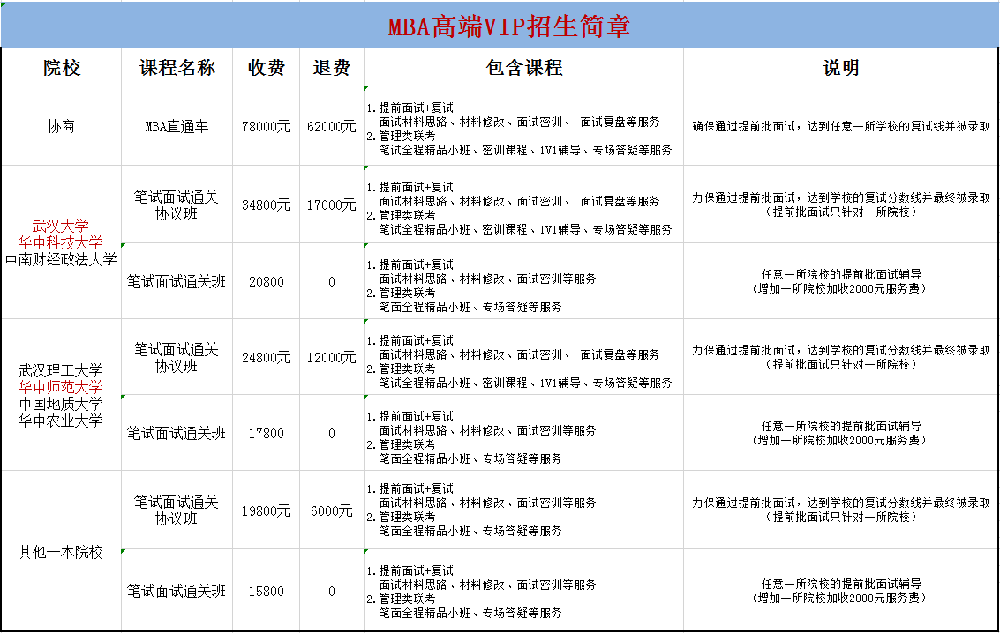 MBA高端VIP招生简章
院校
课程名称
收费
退费
包含课程
说明
协商
MBA直通车
78000元
62000元
1.提前面试+复试
面试材料思路、材料修改、面试密训、 面试复盘等服务
2.管理类联考
笔试全程精品小班、密训课程、1V1辅导、专场答疑等服务
确保通过提前批面试，达到任意一所学校的复试线并被录取
武汉大学
华中科技大学
中南财经政法大学
笔试面试通关
协议班
34800元
17000元
1.提前面试+复试
面试材料思路、材料修改、面试密训、 面试复盘等服务
2.管理类联考
笔试全程精品小班、密训课程、1V1辅导、专场答疑等服务
力保通过提前批面试，达到学校的复试分数线并最终被录取
（提前批面试只针对一所院校）
笔试面试通关班
20800
0
1.提前面试+复试
面试材料思路、材料修改、面试密训等服务
2.管理类联考
笔面全程精品小班、专场答疑等服务
任意一所院校的提前批面试辅导
(增加一所院校加收2000元服务费）
武汉理工大学
华中师范大学
中国地质大学
华中农业大学
笔试面试通关
协议班
24800元
12000元
1.提前面试+复试
面试材料思路、材料修改、面试密训、 面试复盘等服务
2.管理类联考
笔试全程精品小班、密训课程、1V1辅导、专场答疑等服务
力保通过提前批面试，达到学校的复试分数线并最终被录取
（提前批面试只针对一所院校）
笔试面试通关班
17800
0
1.提前面试+复试
面试材料思路、材料修改、面试密训等服务
2.管理类联考
笔面全程精品小班、专场答疑等服务
任意一所院校的提前批面试辅导
(增加一所院校加收2000元服务费）
其他一本院校
笔试面试通关
协议班
19800元
6000元
1.提前面试+复试
面试材料思路、材料修改、面试密训等服务
2.管理类联考
笔面全程精品小班、专场答疑等服务
力保通过提前批面试，达到学校的复试分数线并最终被录取
（提前批面试只针对一所院校）
笔试面试通关班
15800
0
1.提前面试+复试
面试材料思路、材料修改、面试密训等服务
2.管理类联考
笔面全程精品小班、专场答疑等服务
任意一所院校的提前批面试辅导
(增加一所院校加收2000元服务费）